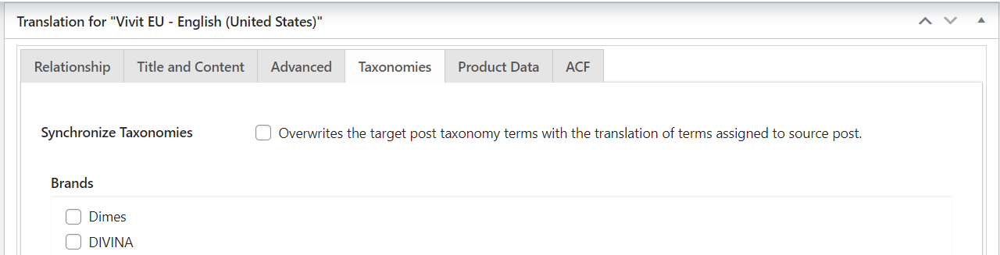 Translation for "Vivit EU - English (United States)"
Relationship Title and Content Advanced Taxonomies Product Data ACF
Synchronize Taxonomies Overwrites the target post taxonomy terms with the translation of terms assigned to source post.
Brands
Dimes
DIVINA